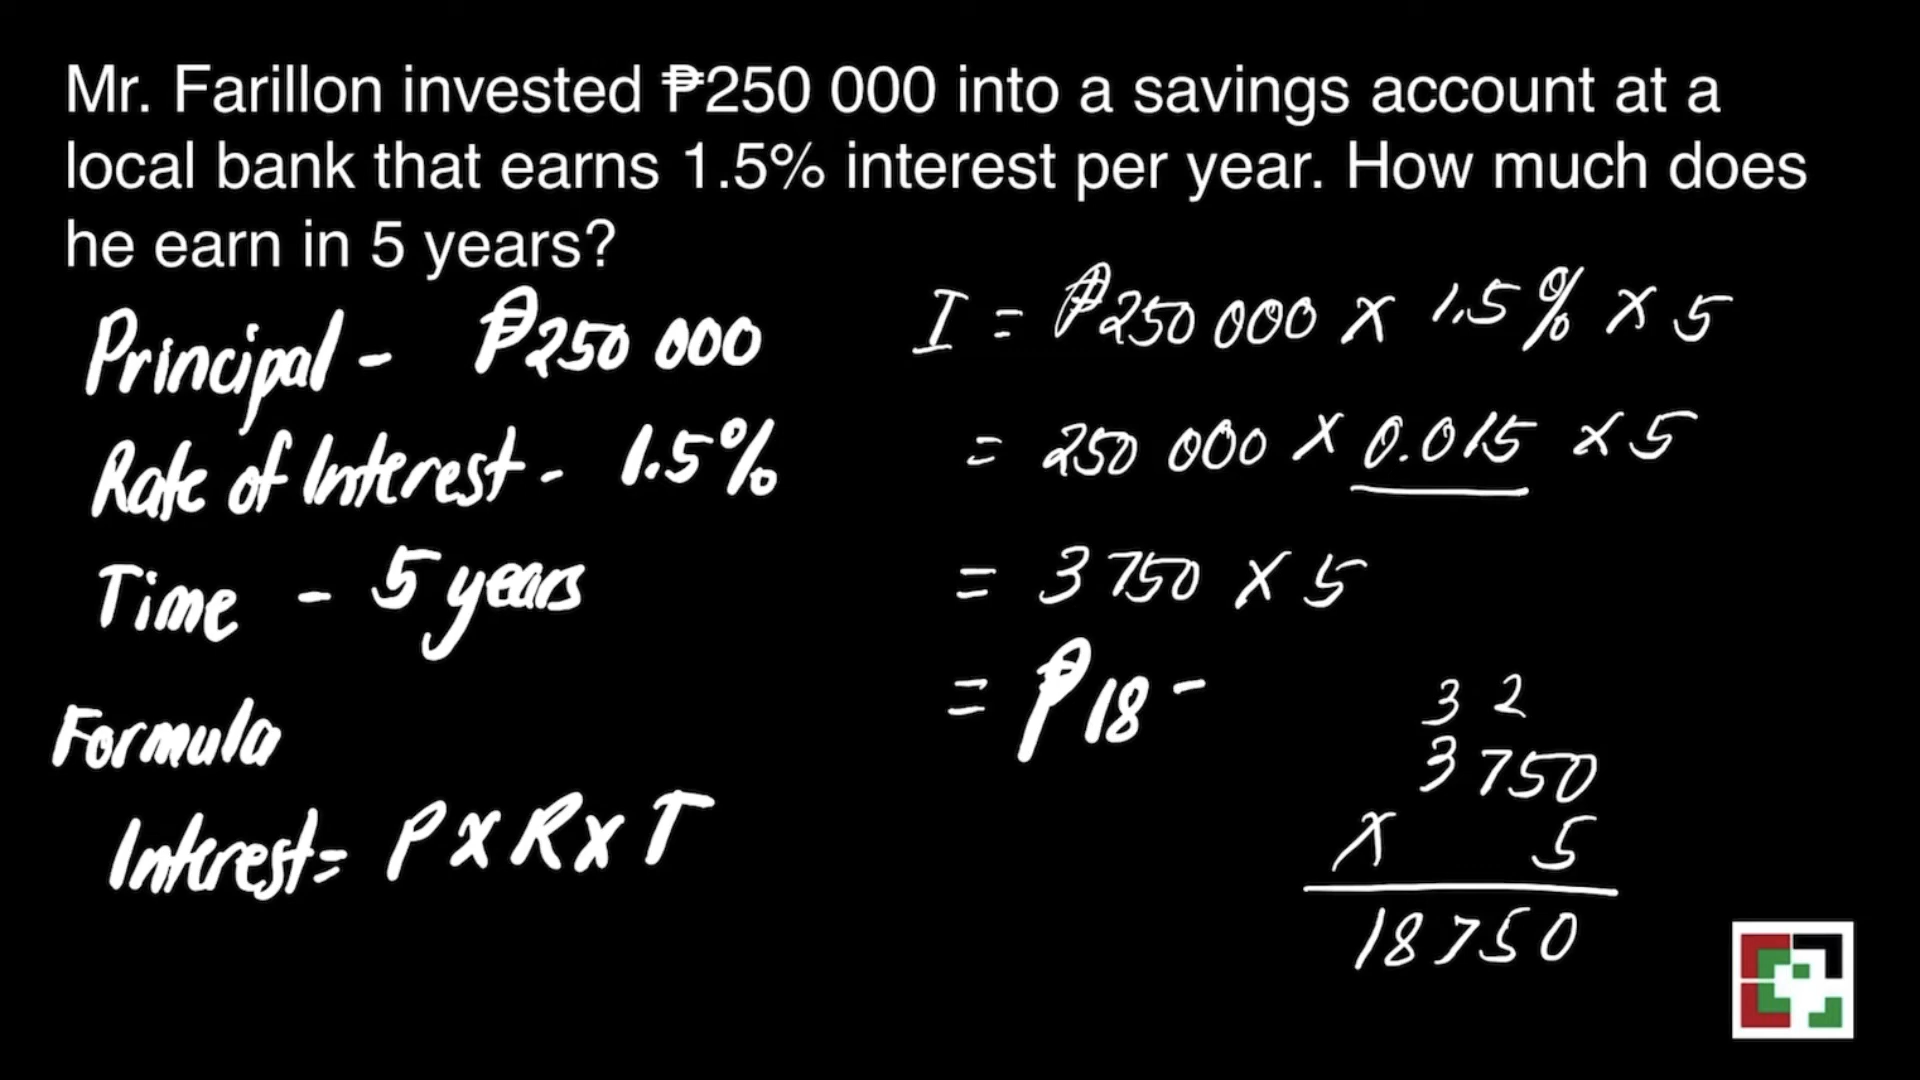 Mr. Farillon invested ₱250 000 into a savings account at a
local bank that earns 1.5% interest per year. How much does
he earn in 5 years?
Principal - ₱250 000
Rate of Interest - 1.5%
Time - 5 years
Formula
Interest = P x R x T
I = ₱250 000 x 1.5% x 5
= 250 000 x 0.015 x 5
= 3 750 x 5
= ₱18 -
3 2
3 750
x 5
18 750